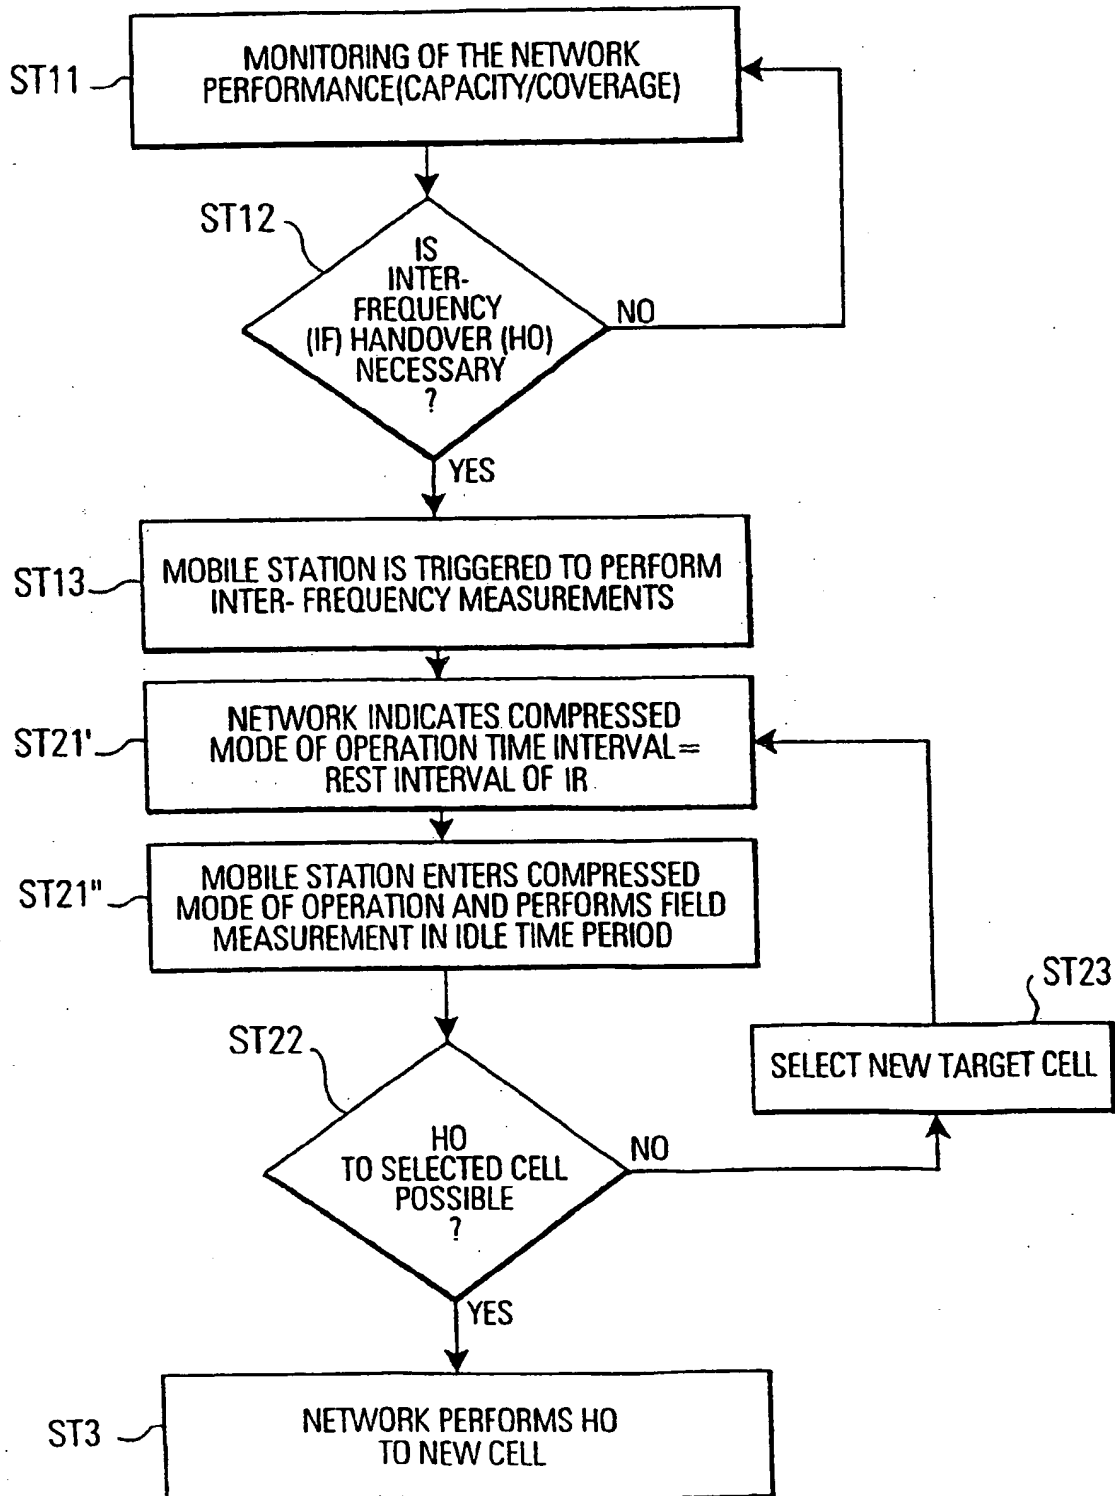 ST11
MONITORING OF THE NETWORK
PERFORMANCE(CAPACITY/COVERAGE)
ST12
IS
INTER-
FREQUENCY
(IF) HANDOVER (HO)
NECESSARY
?
NO
YES
ST13
MOBILE STATION IS TRIGGERED TO PERFORM
INTER- FREQUENCY MEASUREMENTS
ST21'
NETWORK INDICATES COMPRESSED
MODE OF OPERATION TIME INTERVAL=
REST INTERVAL OF IR
ST21"
MOBILE STATION ENTERS COMPRESSED
MODE OF OPERATION AND PERFORMS FIELD
MEASUREMENT IN IDLE TIME PERIOD
ST23
SELECT NEW TARGET CELL
ST22
HO
TO SELECTED CELL
POSSIBLE
?
NO
YES
ST3
NETWORK PERFORMS HO
TO NEW CELL